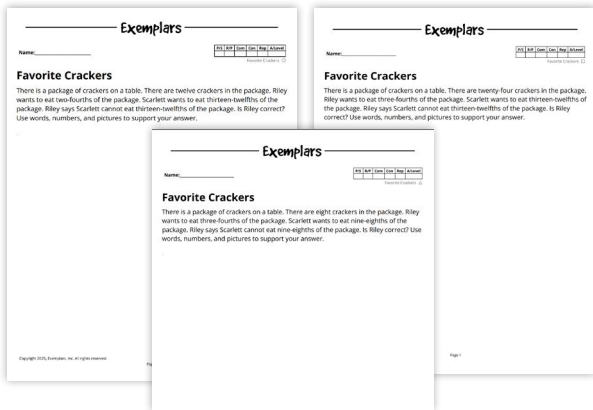 Exemplars
Name:
P/S R/P Com Con Rep A/Level
Favorite Crackers
Favorite Crackers
There is a package of crackers on a table. There are twelve crackers in the package. Riley
wants to eat two-fourths of the package. Scarlett wants to eat thirteen-twelfths of the
package. Riley says Scarlett cannot eat thirteen-twelfths of the package. Is Riley correct?
Use words, numbers, and pictures to support your answer.
Copyright 2025, Exemplars, Inc. All rights reserved.
Exemplars
Name:
P/S R/P Com Con Rep A/Level
Favorite Crackers
Favorite Crackers
There is a package of crackers on a table. There are twenty-four crackers in the package.
Riley wants to eat three-fourths of the package. Scarlett wants to eat thirteen-twelfths of
the package. Riley says Scarlett cannot eat thirteen-twelfths of the package. Is Riley
correct? Use words, numbers, and pictures to support your answer.
Page 1
Exemplars
Name:
P/S R/P Com Con Rep A/Level
Favorite Crackers
Favorite Crackers
There is a package of crackers on a table. There are eight crackers in the package. Riley
wants to eat three-fourths of the package. Scarlett wants to eat nine-eighths of the
package. Riley says Scarlett cannot eat nine-eighths of the package. Is Riley correct? Use
words, numbers, and pictures to support your answer.